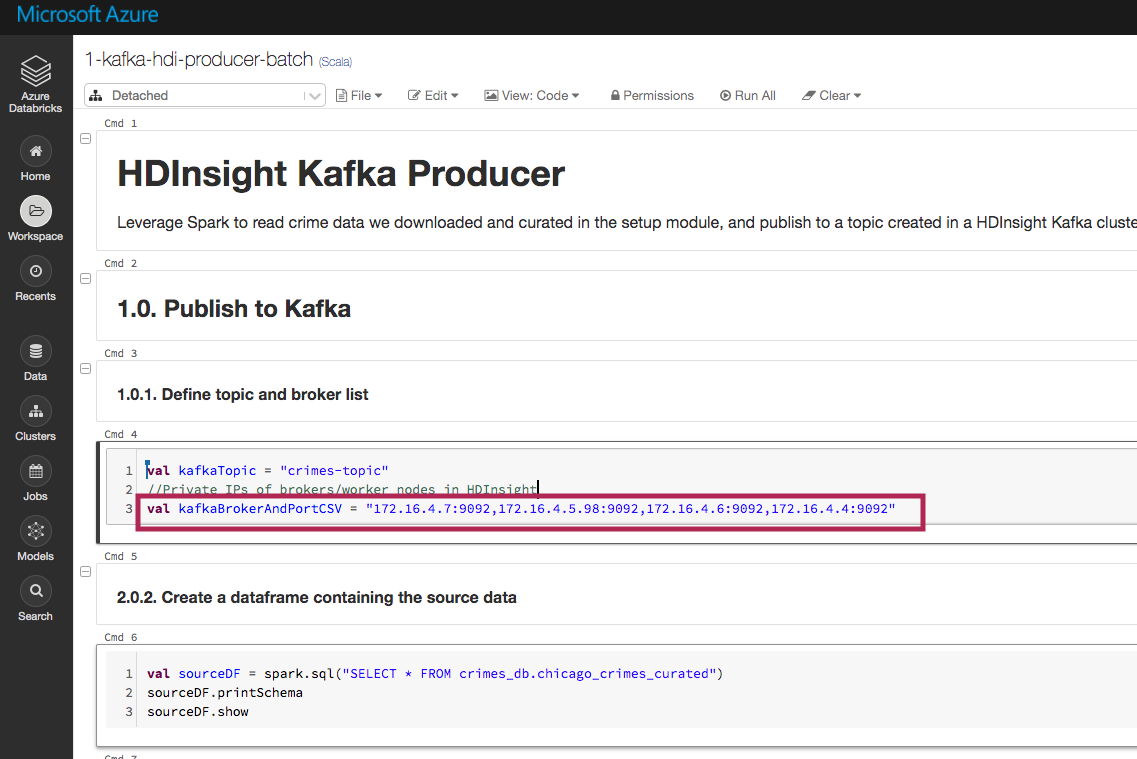 Microsoft Azure
Azure
Databricks
Home
Workspace
Recents
Data
Clusters
Jobs
Models
Search
1-kafka-hdi-producer-batch (Scala)
Detached File Edit View: Code Permissions Run All Clear
Cmd 1
HDInsight Kafka Producer
Leverage Spark to read crime data we downloaded and curated in the setup module, and publish to a topic created in a HDInsight Kafka cluste
Cmd 2
1.0. Publish to Kafka
Cmd 3
1.0.1. Define topic and broker list
Cmd 4
1 val kafkaTopic = "crimes-topic"
2 //Private IPs of brokers/worker nodes in HDInsight
3 val kafkaBrokerAndPortCSV = "172.16.4.7:9092,172.16.4.5.98:9092,172.16.4.6:9092,172.16.4.4:9092"
Cmd 5
2.0.2. Create a dataframe containing the source data
Cmd 6
1 val sourceDF = spark.sql("SELECT * FROM crimes_db.chicago_crimes_curated")
2 sourceDF.printSchema
3 sourceDF.show
Cmd 7